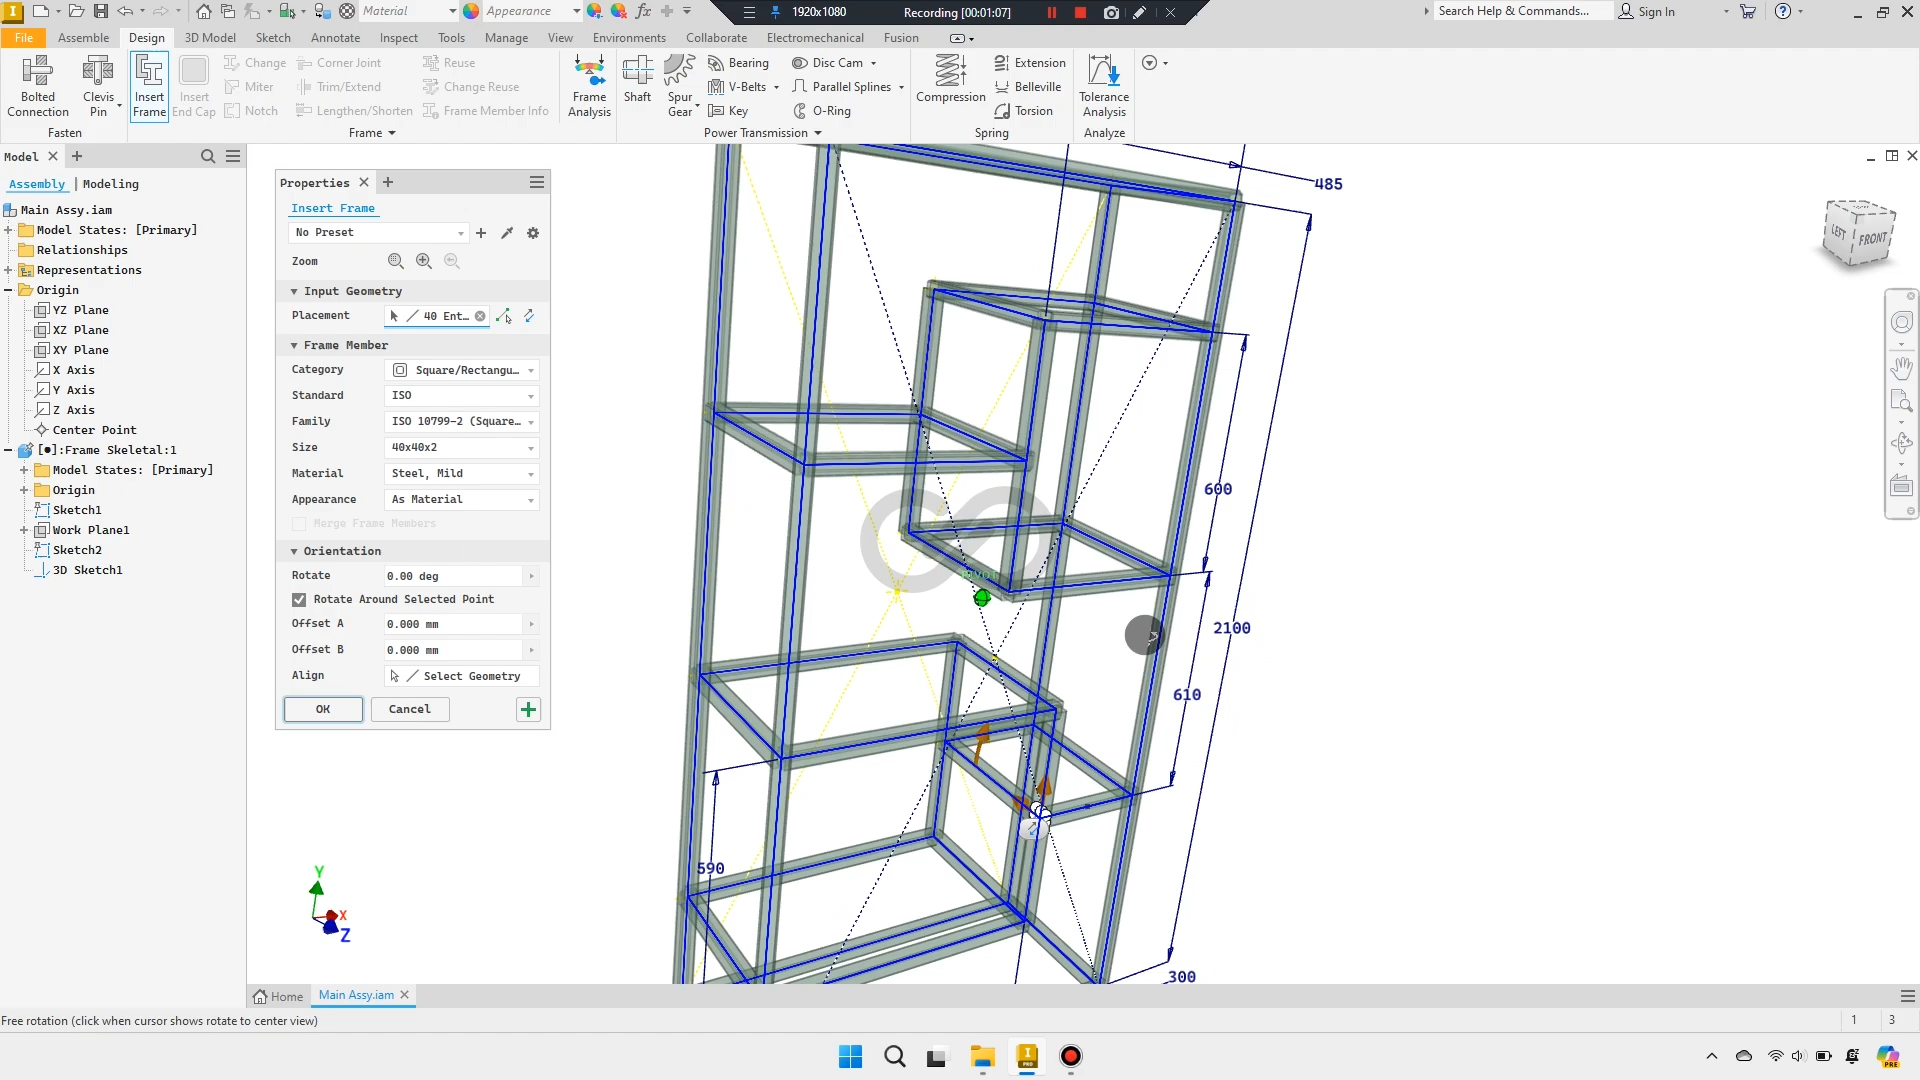 Material
Appearance
1920x1080
Recording [00:01:07]
Search Help & Commands...
Sign In
File
Assemble
Design
3D Model
Sketch
Annotate
Inspect
Tools
Manage
View
Environments
Collaborate
Electromechanical
Fusion
Bolted Connection
Clevis Pin
Insert Frame
Insert End Cap
Change
Miter
Notch
Corner Joint
Trim/Extend
Lengthen/Shorten
Reuse
Change Reuse
Frame Member Info
Frame Analysis
Shaft
Spur Gear
Bearing
V-Belts
Key
Disc Cam
Parallel Splines
O-Ring
Compression
Extension
Belleville
Torsion
Tolerance Analysis
Fasten
Frame
Power Transmission
Spring
Analyze
Model
Assembly | Modeling
Main Assy.iam
Model States: [Primary]
Relationships
Representations
Origin
YZ Plane
XZ Plane
XY Plane
X Axis
Y Axis
Z Axis
Center Point
[●]:Frame Skeletal:1
Model States: [Primary]
Origin
Sketch1
Work Plane1
Sketch2
3D Sketch1
Properties
Insert Frame
No Preset
Zoom
Input Geometry
Placement 40 Ent...
Frame Member
Category Square/Rectangu...
Standard ISO
Family ISO 10799-2 (Square...
Size 40x40x2
Material Steel, Mild
Appearance As Material
Merge Frame Members
Orientation
Rotate 0.00 deg
Rotate Around Selected Point
Offset A 0.000 mm
Offset B 0.000 mm
Align Select Geometry
OK
Cancel
485
600
2100
610
590
300
LEFT
FRONT
Y
X
Z
Home
Main Assy.iam
Free rotation (click when cursor shows rotate to center view)
1
3
I
PRO
PRE